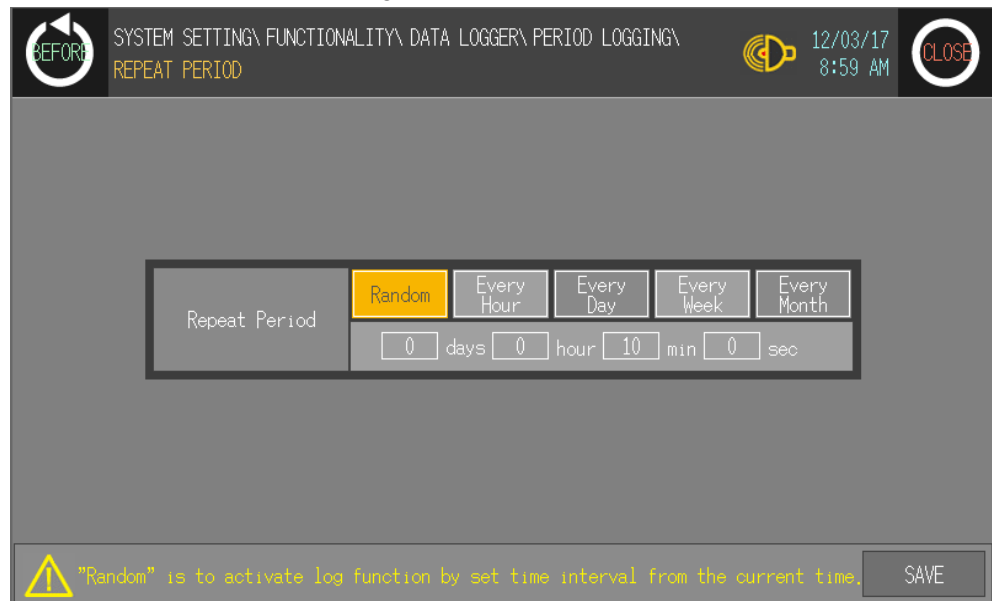 BEFORE
SYSTEM SETTING\ FUNCTIONALITY\ DATA LOGGER\ PERIOD LOGGING\
REPEAT PERIOD
12/03/17
8:59 AM
CLOSE
Repeat Period
Random
Every
Hour
Every
Day
Every
Week
Every
Month
0 days 0 hour 10 min 0 sec
"Random" is to activate log function by set time interval from the current time.
SAVE